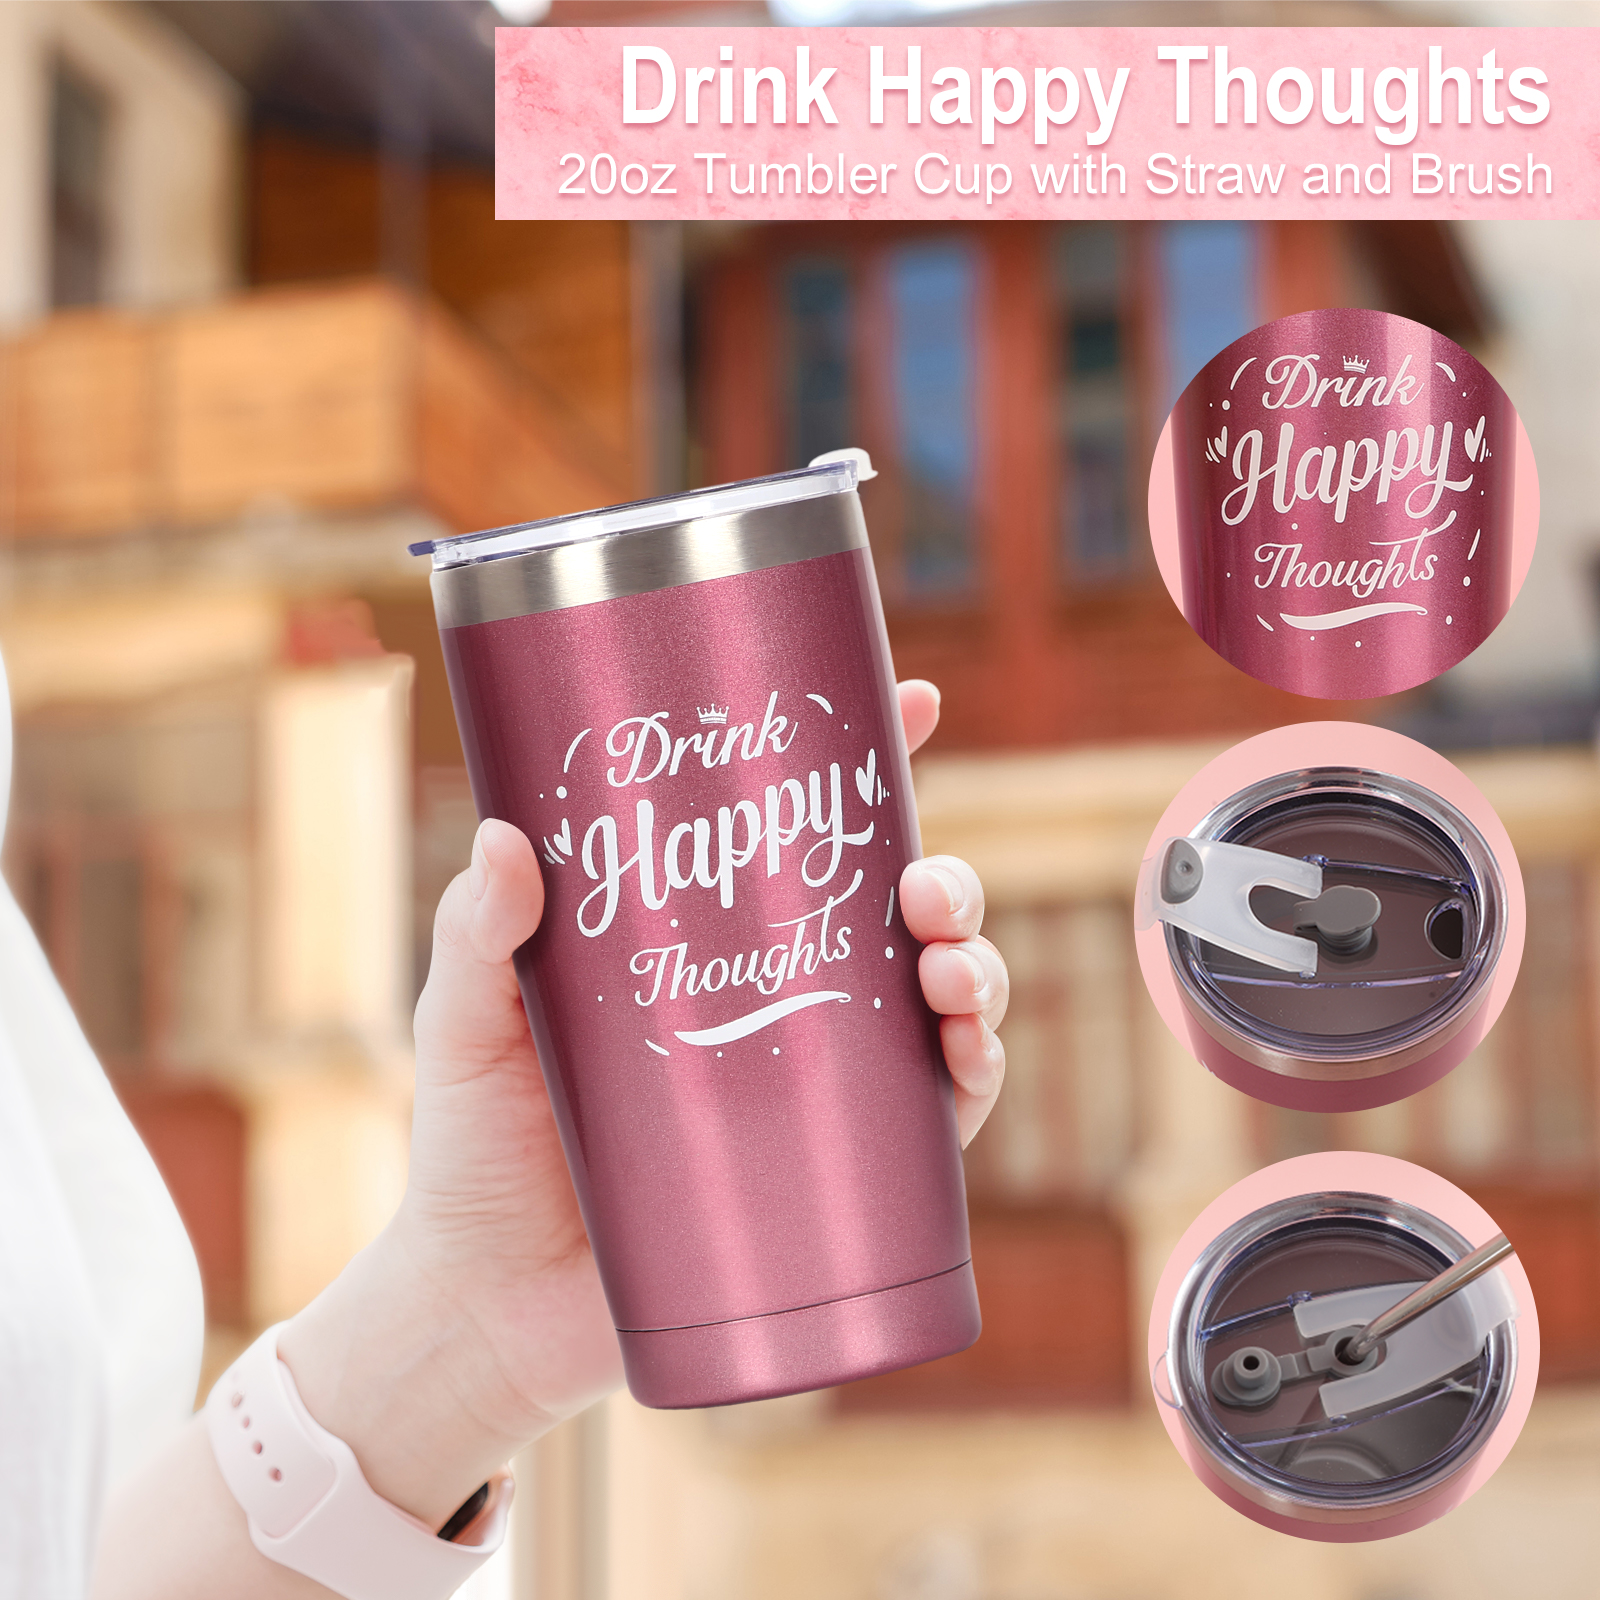 Drink Happy Thoughts
20oz Tumbler Cup with Straw and Brush
Drink
Happy
Thoughts
Drink
Happy
Thoughts